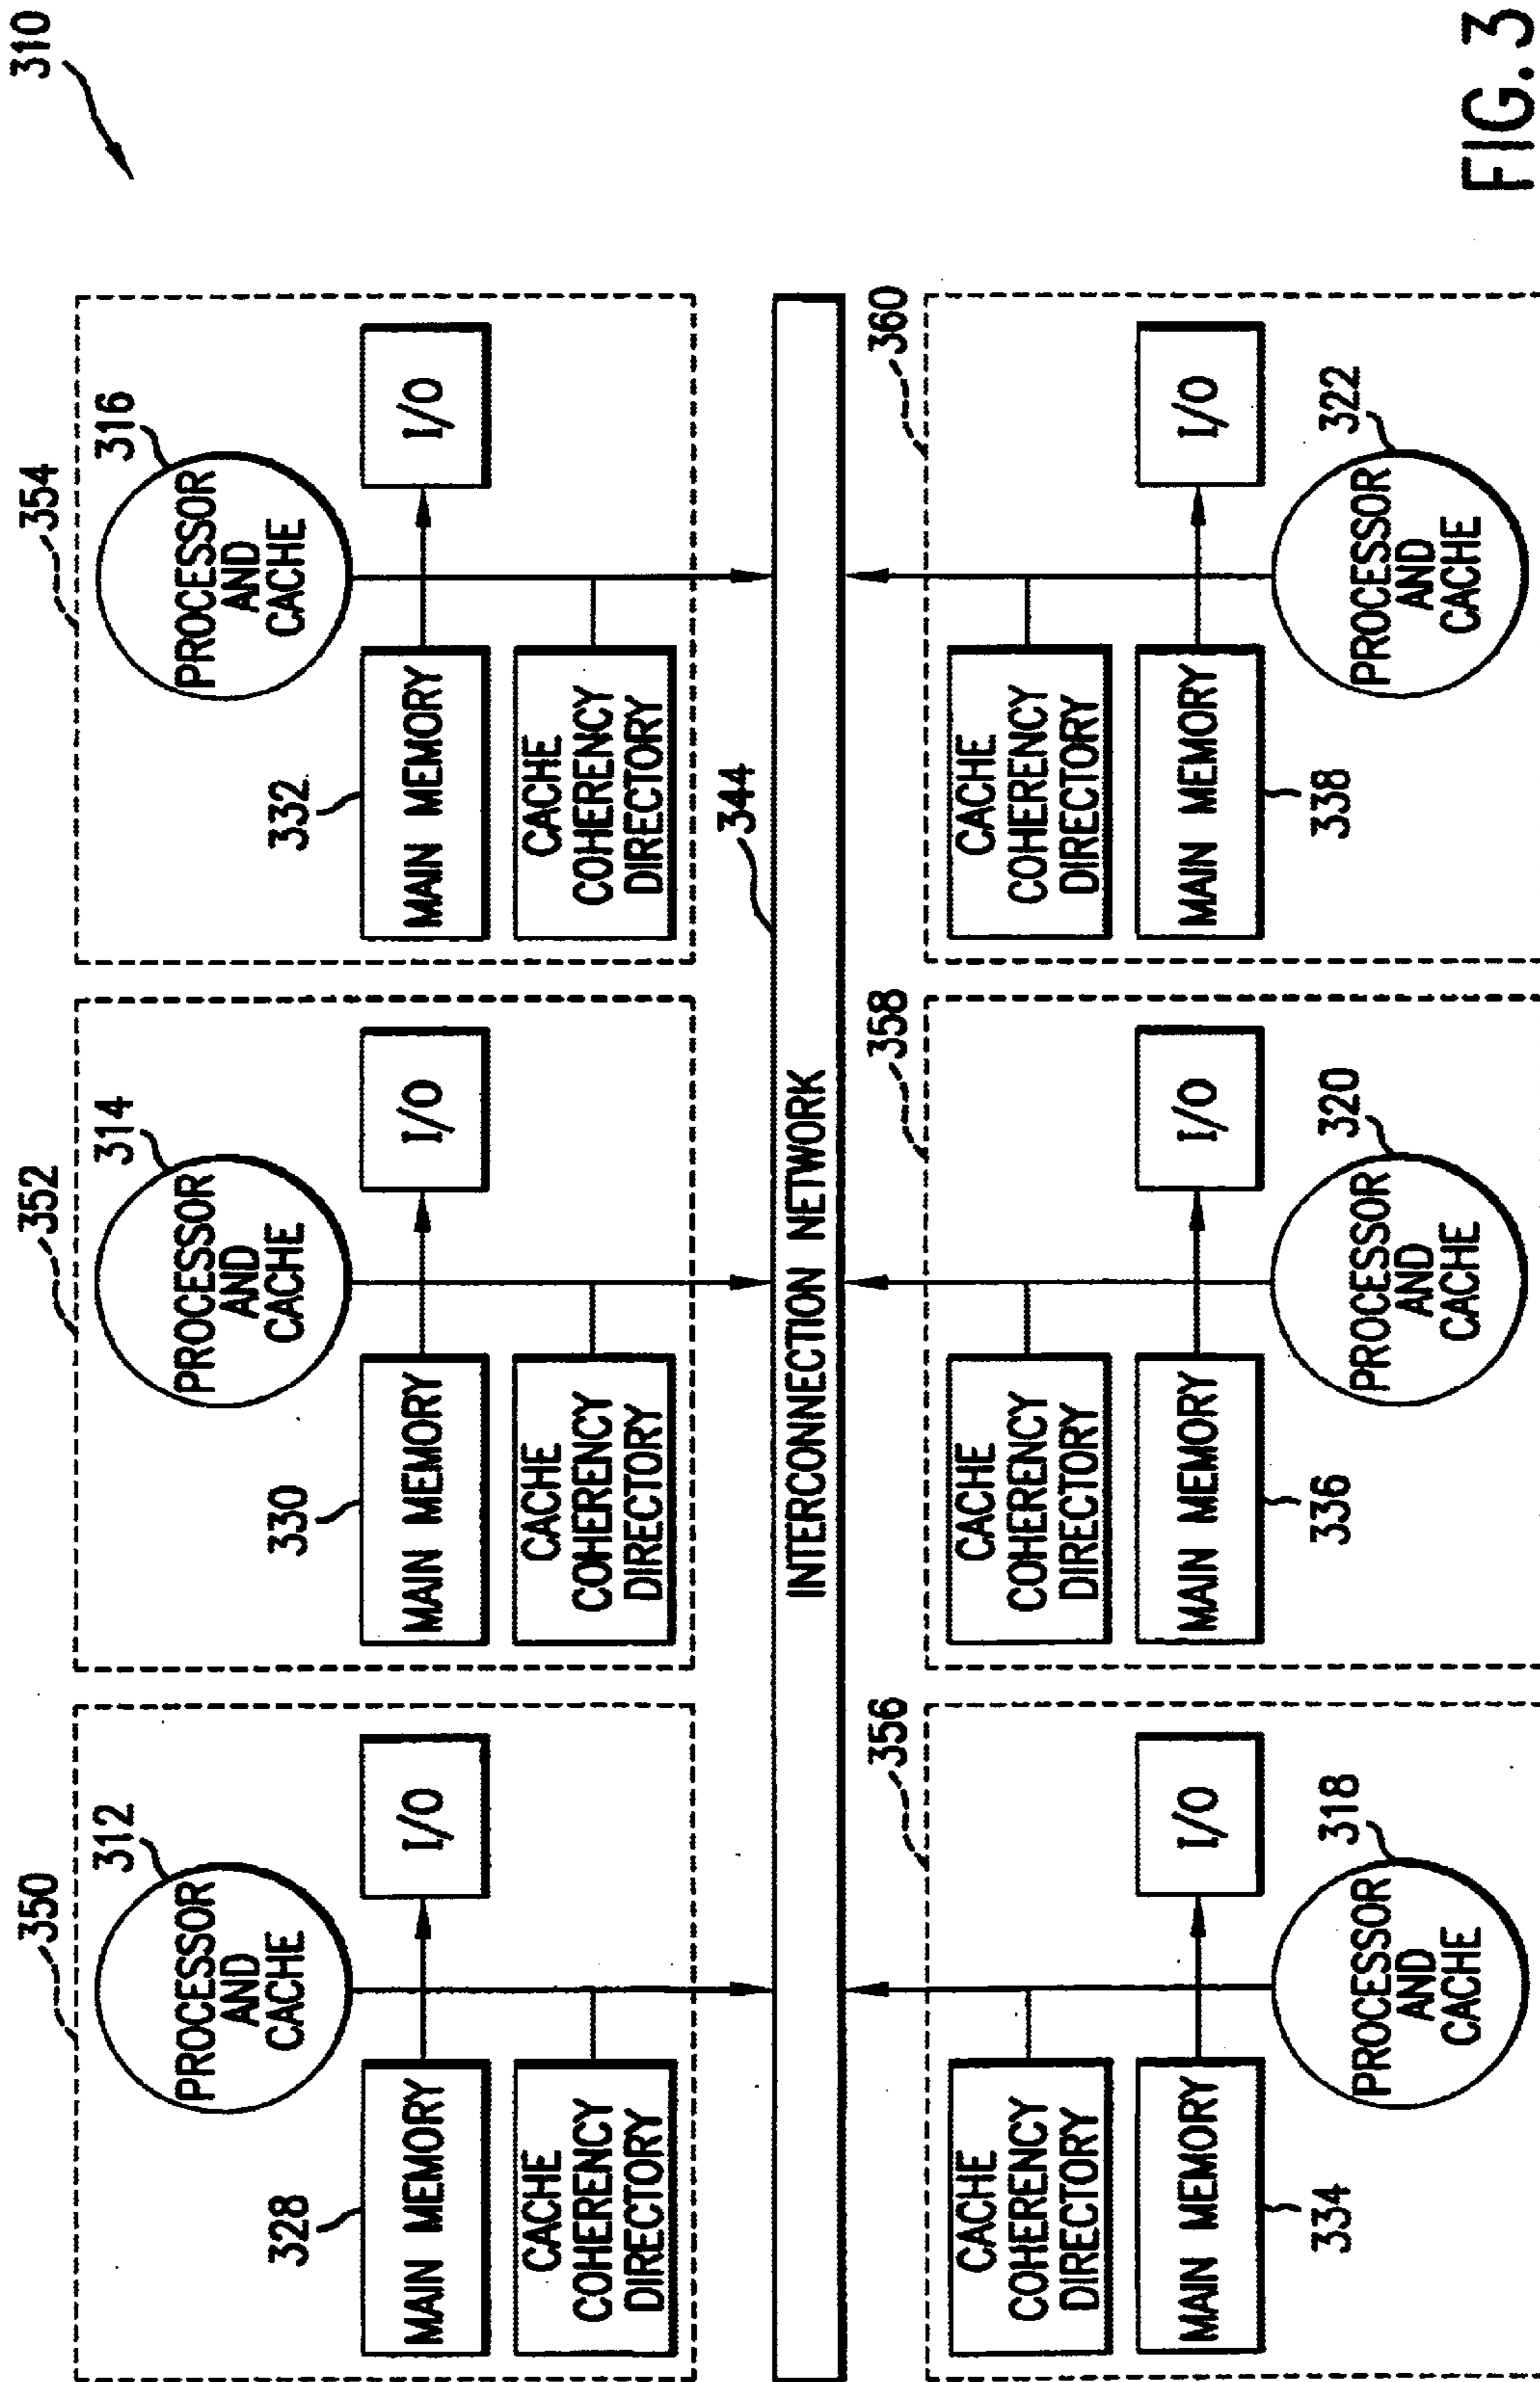 310
350
312
PROCESSOR
AND
CACHE
328
MAIN MEMORY
I/O
CACHE
COHERENCY
DIRECTORY
352
314
PROCESSOR
AND
CACHE
330
MAIN MEMORY
I/O
CACHE
COHERENCY
DIRECTORY
354
316
PROCESSOR
AND
CACHE
332
MAIN MEMORY
I/O
CACHE
COHERENCY
DIRECTORY
344
INTERCONNECTION NETWORK
356
CACHE
COHERENCY
DIRECTORY
MAIN MEMORY
I/O
334
318
PROCESSOR
AND
CACHE
358
CACHE
COHERENCY
DIRECTORY
MAIN MEMORY
I/O
336
320
PROCESSOR
AND
CACHE
360
CACHE
COHERENCY
DIRECTORY
MAIN MEMORY
I/O
338
322
PROCESSOR
AND
CACHE
FIG. 3